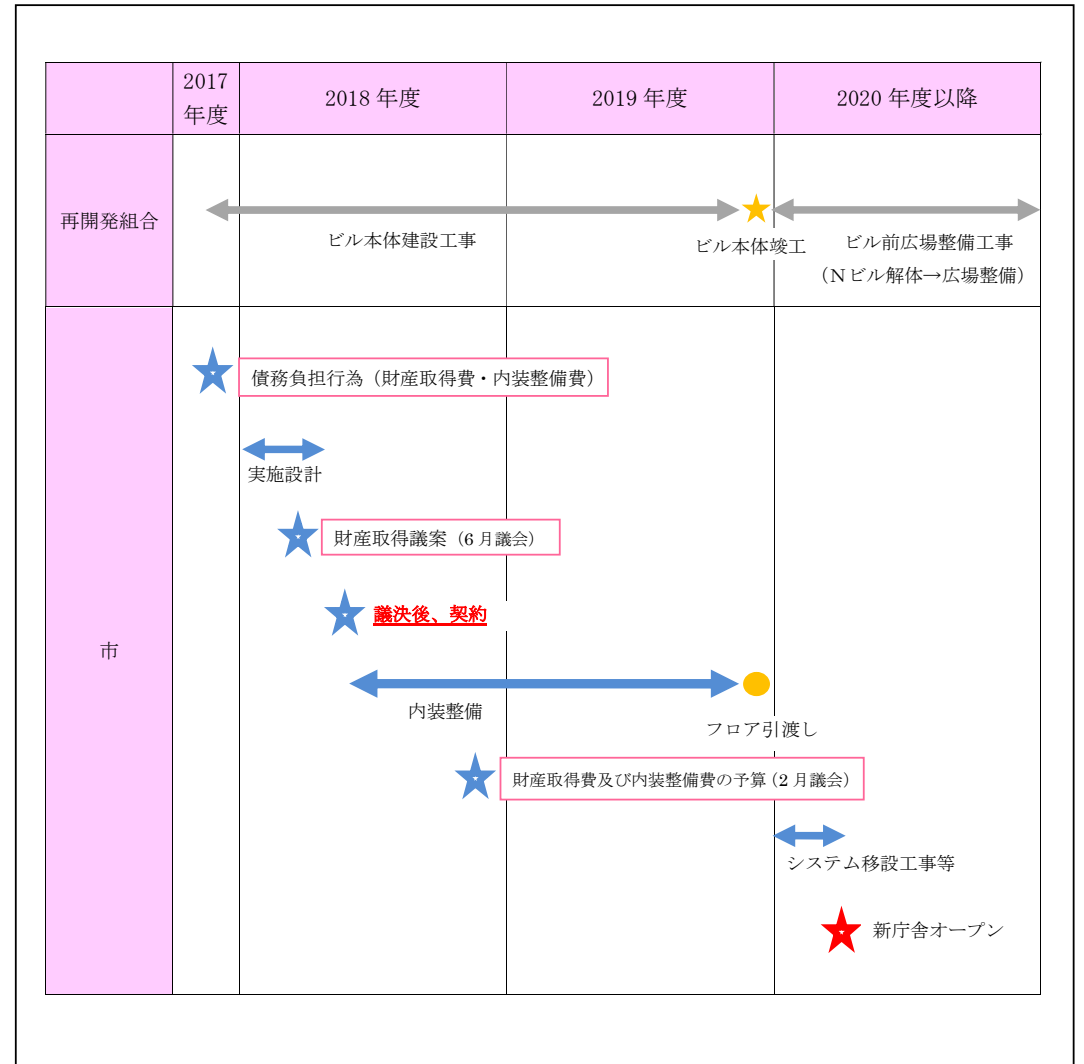 2017
年度
2018 年度
2019 年度
2020 年度以降
再開発組合
ビル本体建設工事
ビル本体竣工
ビル前広場整備工事
（Nビル解体→広場整備）
市
債務負担行為（財産取得費・内装整備費）
実施設計
財産取得議案（6 月議会）
議決後、契約
内装整備
フロア引渡し
財産取得費及び内装整備費の予算（2 月議会）
システム移設工事等
新庁舎オープン